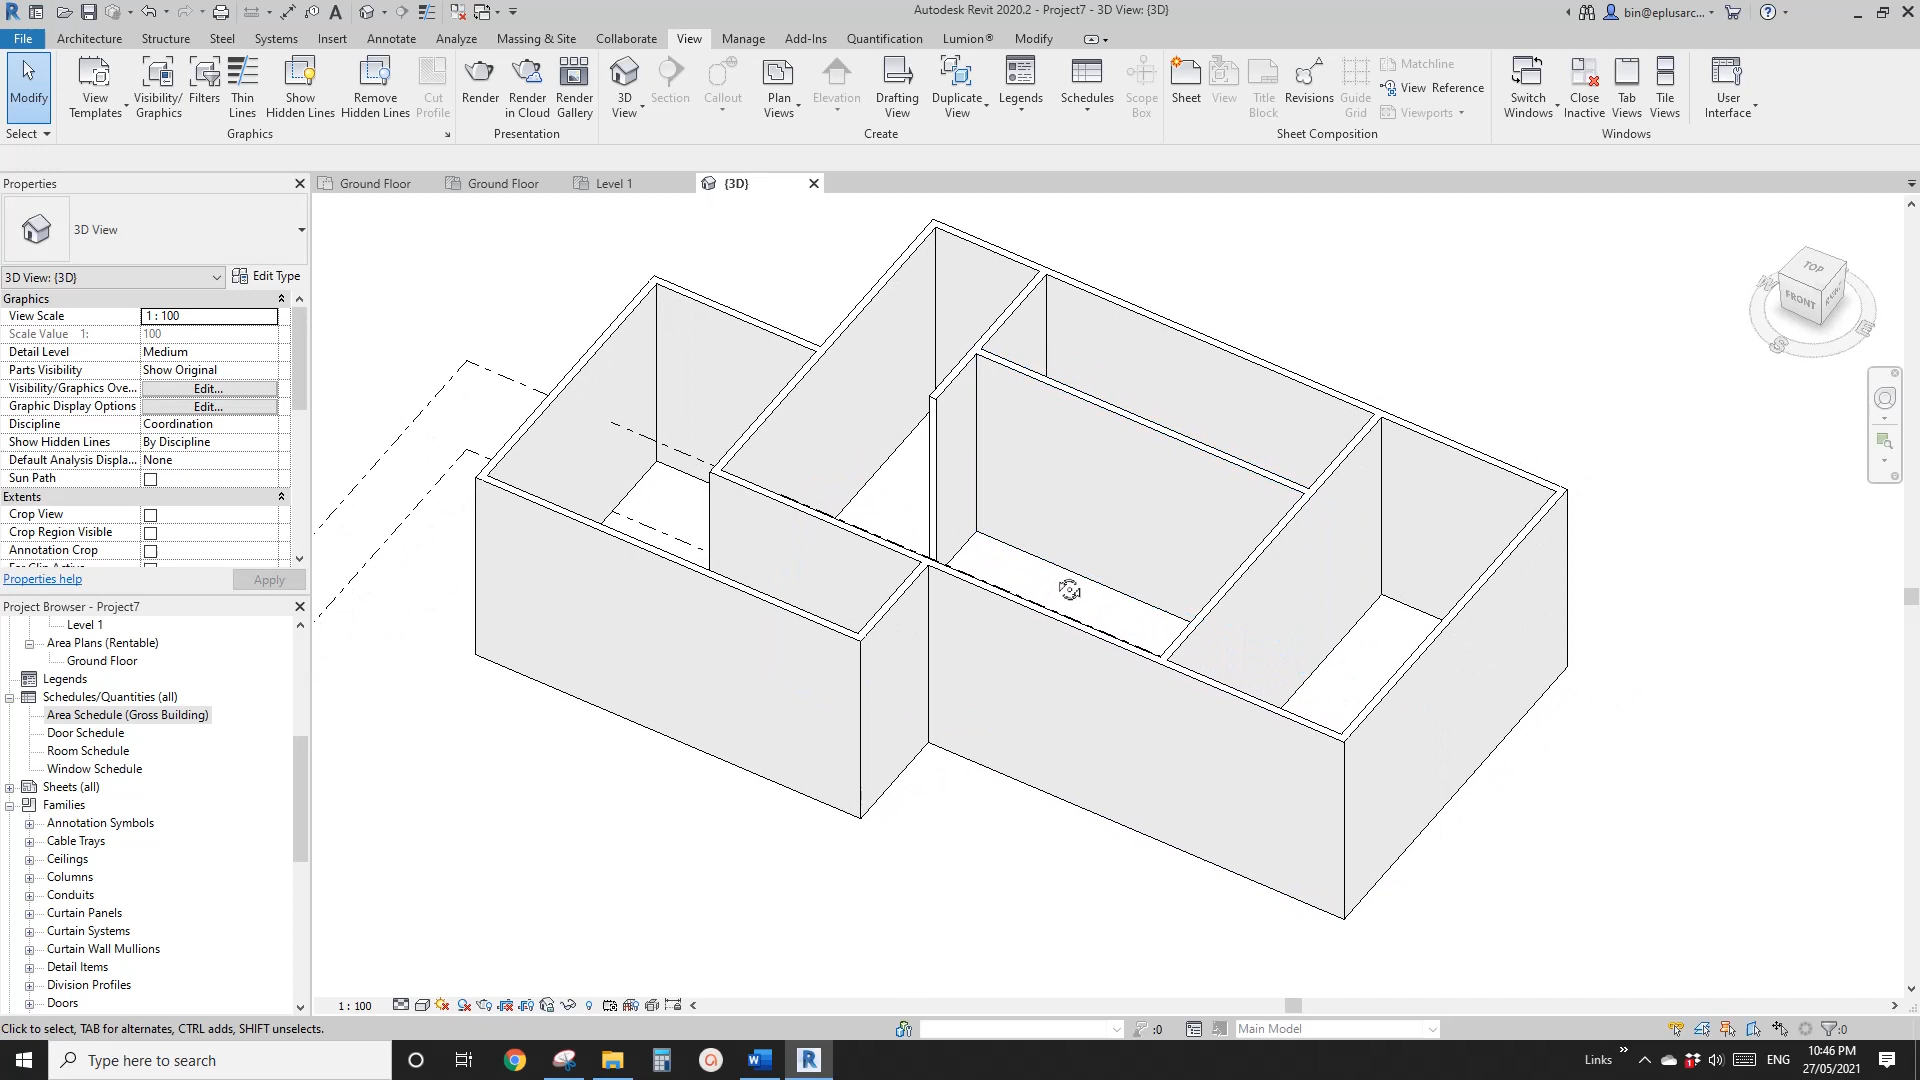 Autodesk Revit 2020.2 - Project7 - 3D View: {3D}
bin@eplusarc...
File Architecture Structure Steel Systems Insert Annotate Analyze Massing & Site Collaborate View Manage Add-Ins Quantification Lumion® Modify
Modify
View Templates
Visibility/ Graphics
Filters
Thin Lines
Show Hidden Lines
Remove Hidden Lines
Cut Profile
Render
Render in Cloud
Render Gallery
3D View
Section
Callout
Plan Views
Elevation
Drafting View
Duplicate View
Legends
Schedules
Scope Box
Sheet
View
Title Block
Revisions
Guide Grid
Matchline
View Reference
Viewports
Switch Windows
Close Inactive
Tab Views
Tile Views
User Interface
Select
Graphics
Presentation
Create
Sheet Composition
Windows
Properties
Ground Floor
Ground Floor
Level 1
{3D}
3D View
3D View: {3D}
Edit Type
Graphics
View Scale 1 : 100
Scale Value 1: 100
Detail Level Medium
Parts Visibility Show Original
Visibility/Graphics Ove... Edit...
Graphic Display Options Edit...
Discipline Coordination
Show Hidden Lines By Discipline
Default Analysis Displa... None
Sun Path
Extents
Crop View
Crop Region Visible
Annotation Crop
Properties help
Apply
Project Browser - Project7
Level 1
Area Plans (Rentable)
Ground Floor
Legends
Schedules/Quantities (all)
Area Schedule (Gross Building)
Door Schedule
Room Schedule
Window Schedule
Sheets (all)
Families
Annotation Symbols
Cable Trays
Ceilings
Columns
Conduits
Curtain Panels
Curtain Systems
Curtain Wall Mullions
Detail Items
Division Profiles
Doors
TOP
FRONT
RIGHT
W
S
E
1 : 100
Click to select, TAB for alternates, CTRL adds, SHIFT unselects.
:0
Main Model
:0
Type here to search
Links
ENG
10:46 PM
27/05/2021